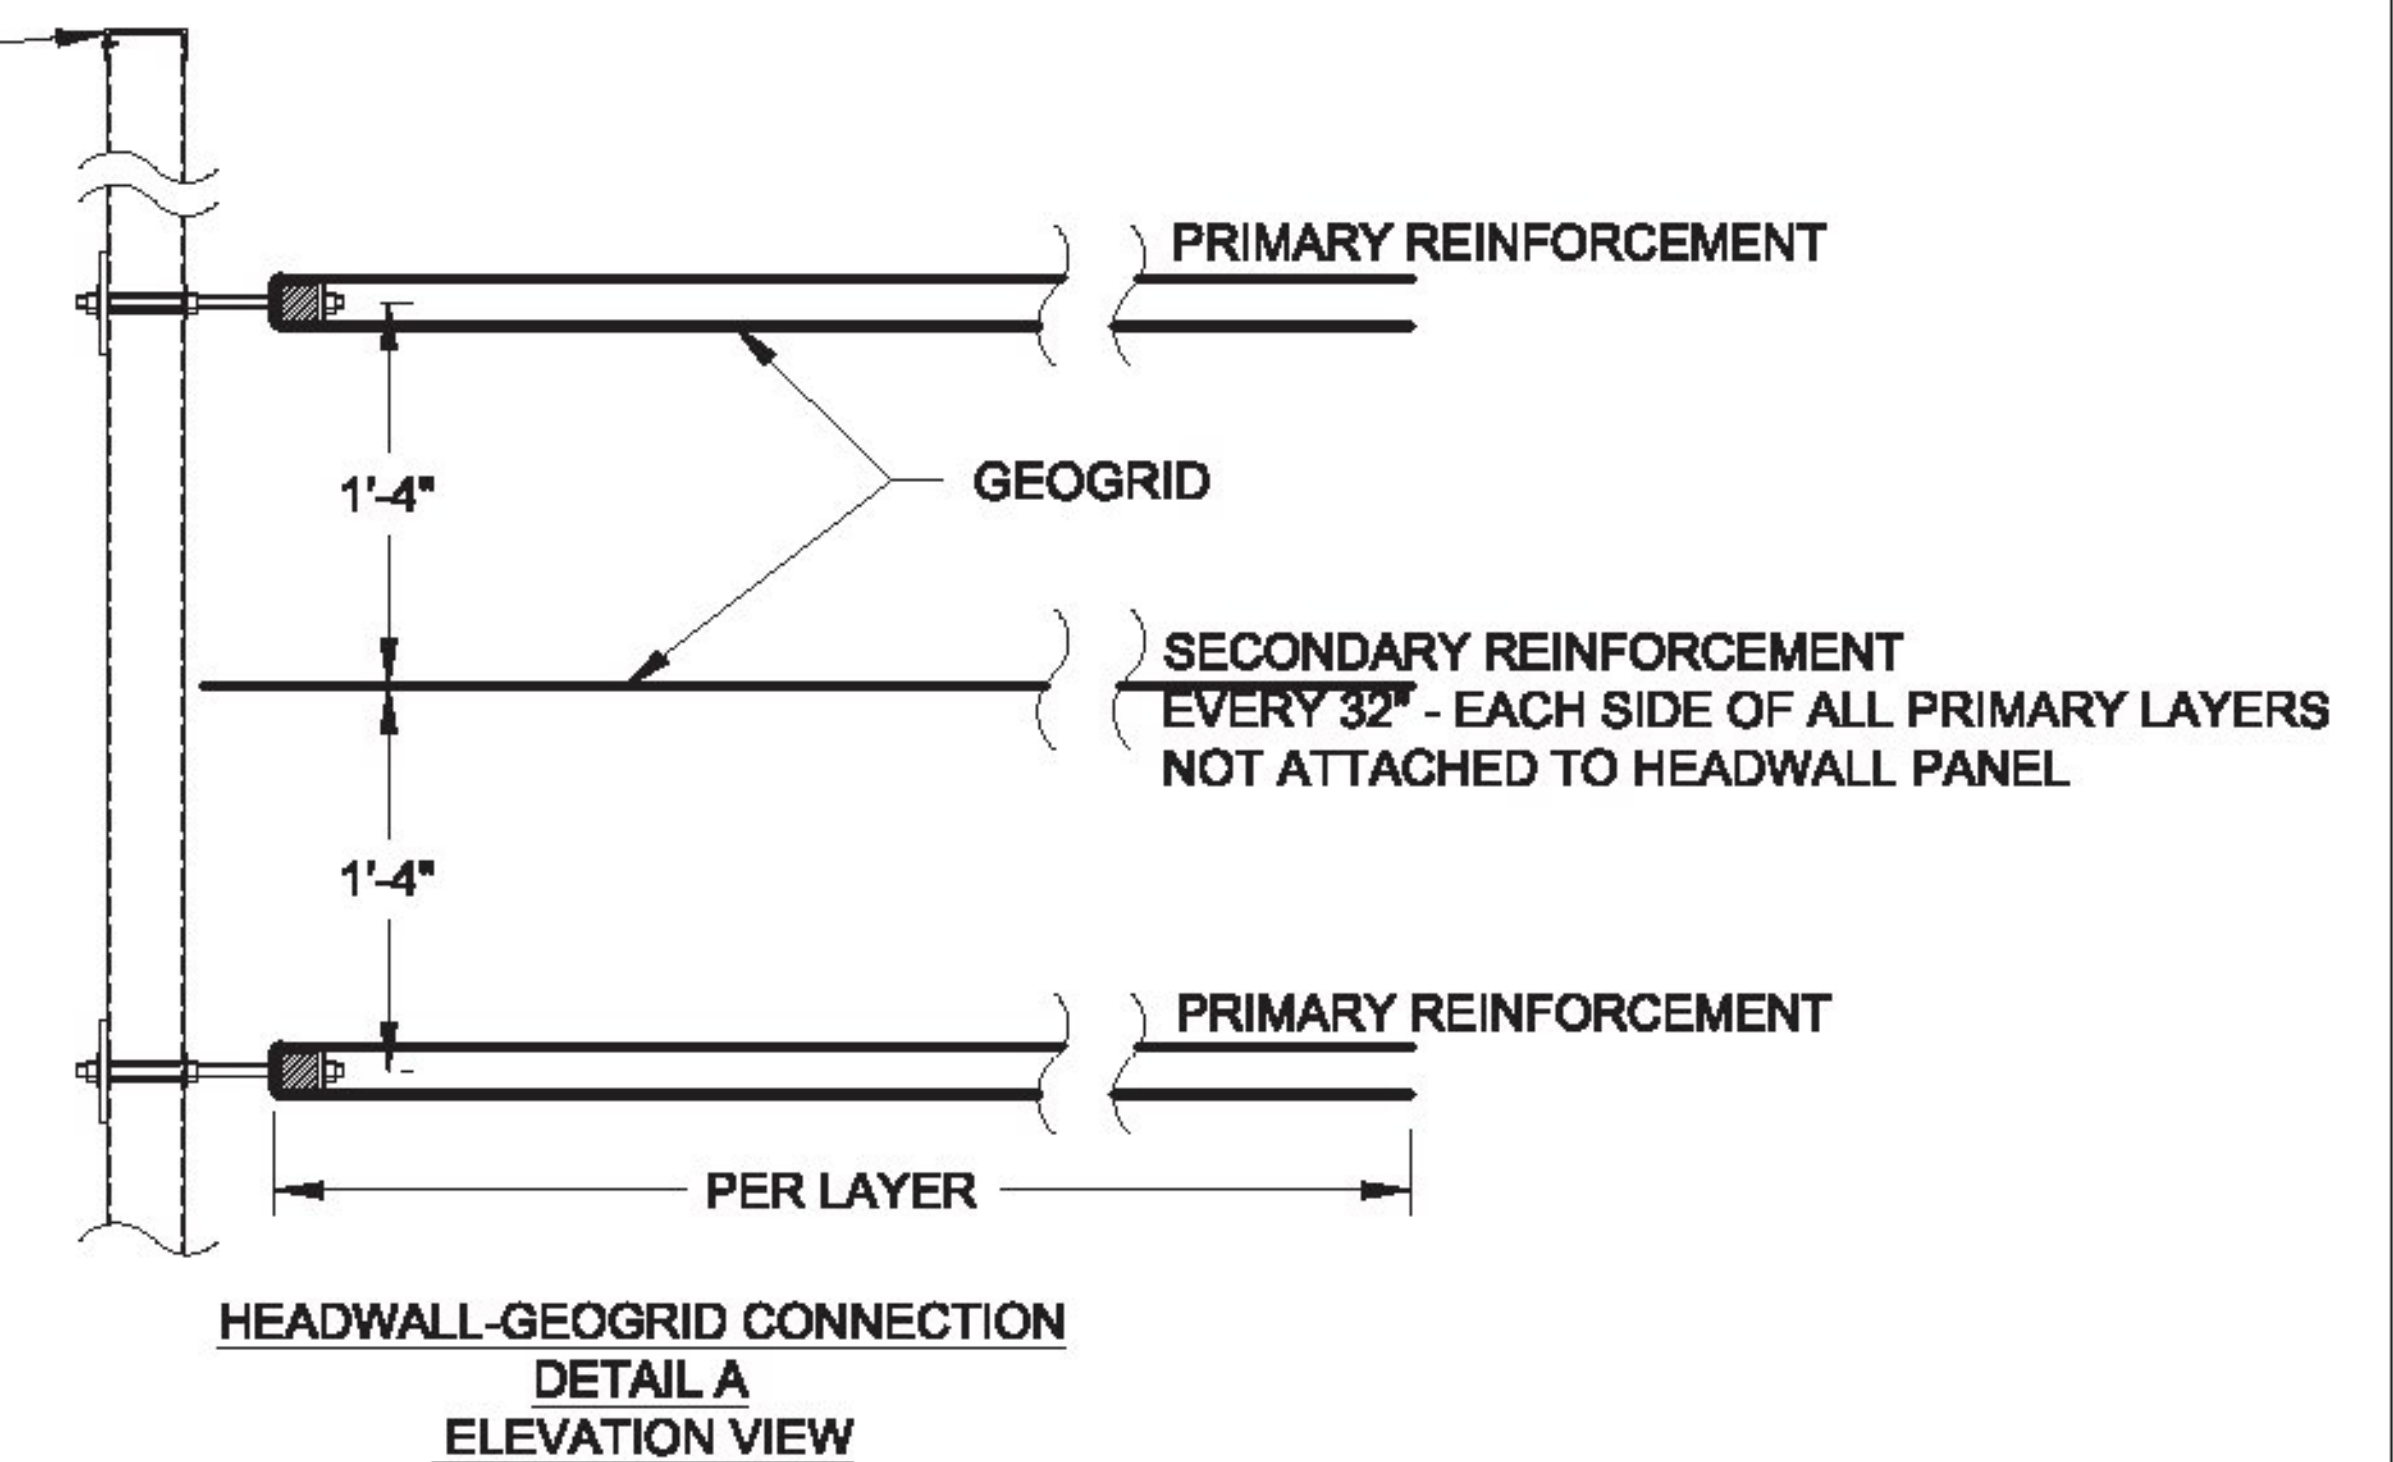 PRIMARY REINFORCEMENT
1'-4"
GEOGRID
SECONDARY REINFORCEMENT
EVERY 32" - EACH SIDE OF ALL PRIMARY LAYERS
NOT ATTACHED TO HEADWALL PANEL
1'-4"
PRIMARY REINFORCEMENT
PER LAYER
HEADWALL-GEOGRID CONNECTION
DETAIL A
ELEVATION VIEW